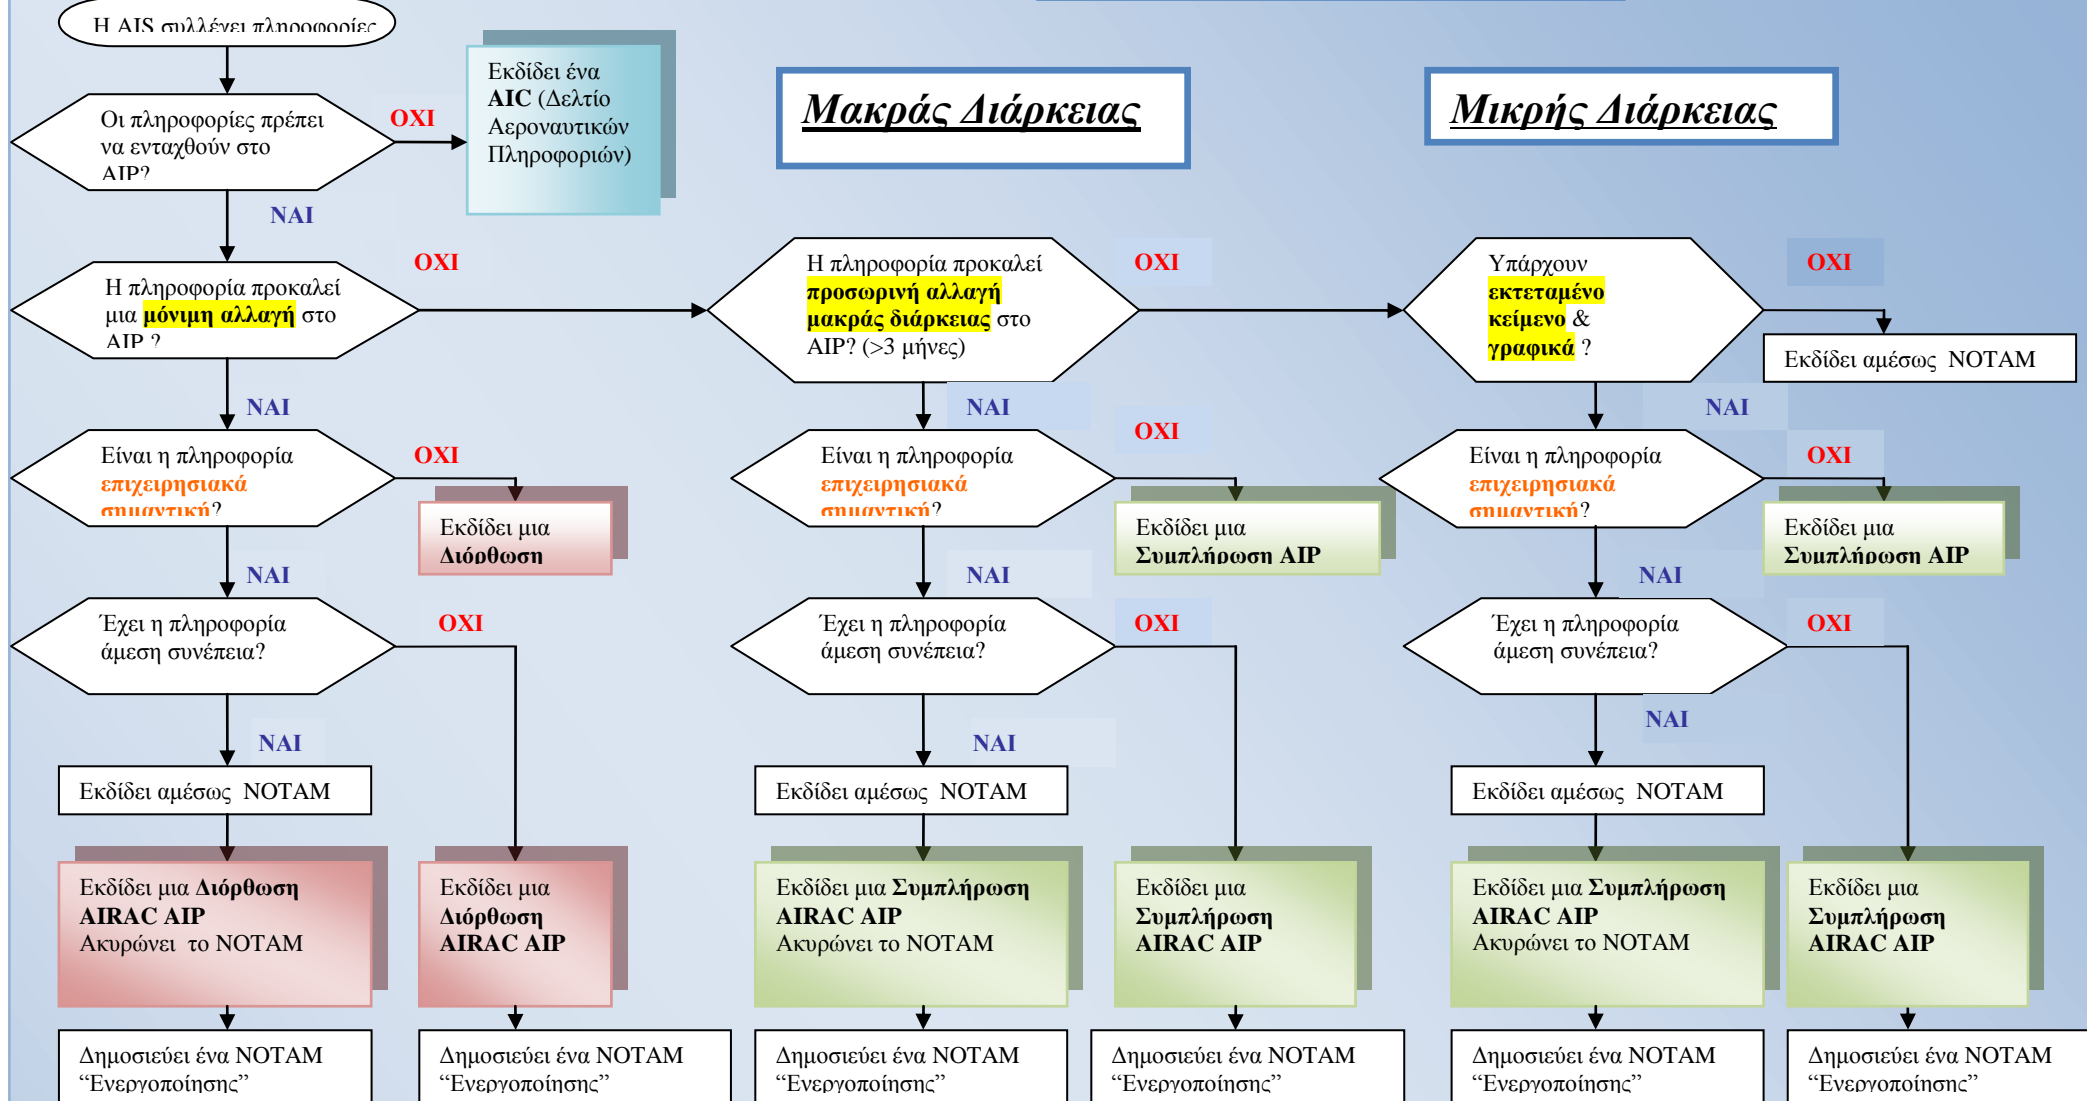 Η AIS συλλέγει πληροφορίες
Οι πληροφορίες πρέπει
να ενταχθούν στο
AIP?
ΟΧΙ
Εκδίδει ένα
AIC (Δελτίο
Αεροναυτικών
Πληροφοριών)
Μακράς Διάρκειας
Μικρής Διάρκειας
ΝΑΙ
Η πληροφορία προκαλεί
μια μόνιμη αλλαγή στο
AIP ?
ΟΧΙ
Η πληροφορία προκαλεί
προσωρινή αλλαγή
μακράς διάρκειας στο
AIP? (>3 μήνες)
ΟΧΙ
Υπάρχουν
εκτεταμένο
κείμενο &
γραφικά ?
ΟΧΙ
Εκδίδει αμέσως NOTAM
ΝΑΙ
ΝΑΙ
ΝΑΙ
Είναι η πληροφορία
επιχειρησιακά
σημαντική?
ΟΧΙ
Εκδίδει μια
Διόρθωση
Είναι η πληροφορία
επιχειρησιακά
σημαντική?
ΟΧΙ
Εκδίδει μια
Συμπλήρωση AIP
Είναι η πληροφορία
επιχειρησιακά
σημαντική?
ΟΧΙ
Εκδίδει μια
Συμπλήρωση AIP
ΝΑΙ
ΝΑΙ
ΝΑΙ
Έχει η πληροφορία
άμεση συνέπεια?
ΟΧΙ
Έχει η πληροφορία
άμεση συνέπεια?
ΟΧΙ
Έχει η πληροφορία
άμεση συνέπεια?
ΟΧΙ
ΝΑΙ
ΝΑΙ
ΝΑΙ
Εκδίδει αμέσως NOTAM
Εκδίδει αμέσως NOTAM
Εκδίδει αμέσως NOTAM
Εκδίδει μια Διόρθωση
AIRAC AIP
Ακυρώνει το NOTAM
Εκδίδει μια
Διόρθωση
AIRAC AIP
Εκδίδει μια Συμπλήρωση
AIRAC AIP
Ακυρώνει το NOTAM
Εκδίδει μια
Συμπλήρωση
AIRAC AIP
Εκδίδει μια Συμπλήρωση
AIRAC AIP
Ακυρώνει το NOTAM
Εκδίδει μια
Συμπλήρωση
AIRAC AIP
Δημοσιεύει ένα NOTAM
“Ενεργοποίησης”
Δημοσιεύει ένα NOTAM
“Ενεργοποίησης”
Δημοσιεύει ένα NOTAM
“Ενεργοποίησης”
Δημοσιεύει ένα NOTAM
“Ενεργοποίησης”
Δημοσιεύει ένα NOTAM
“Ενεργοποίησης”
Δημοσιεύει ένα NOTAM
“Ενεργοποίησης”